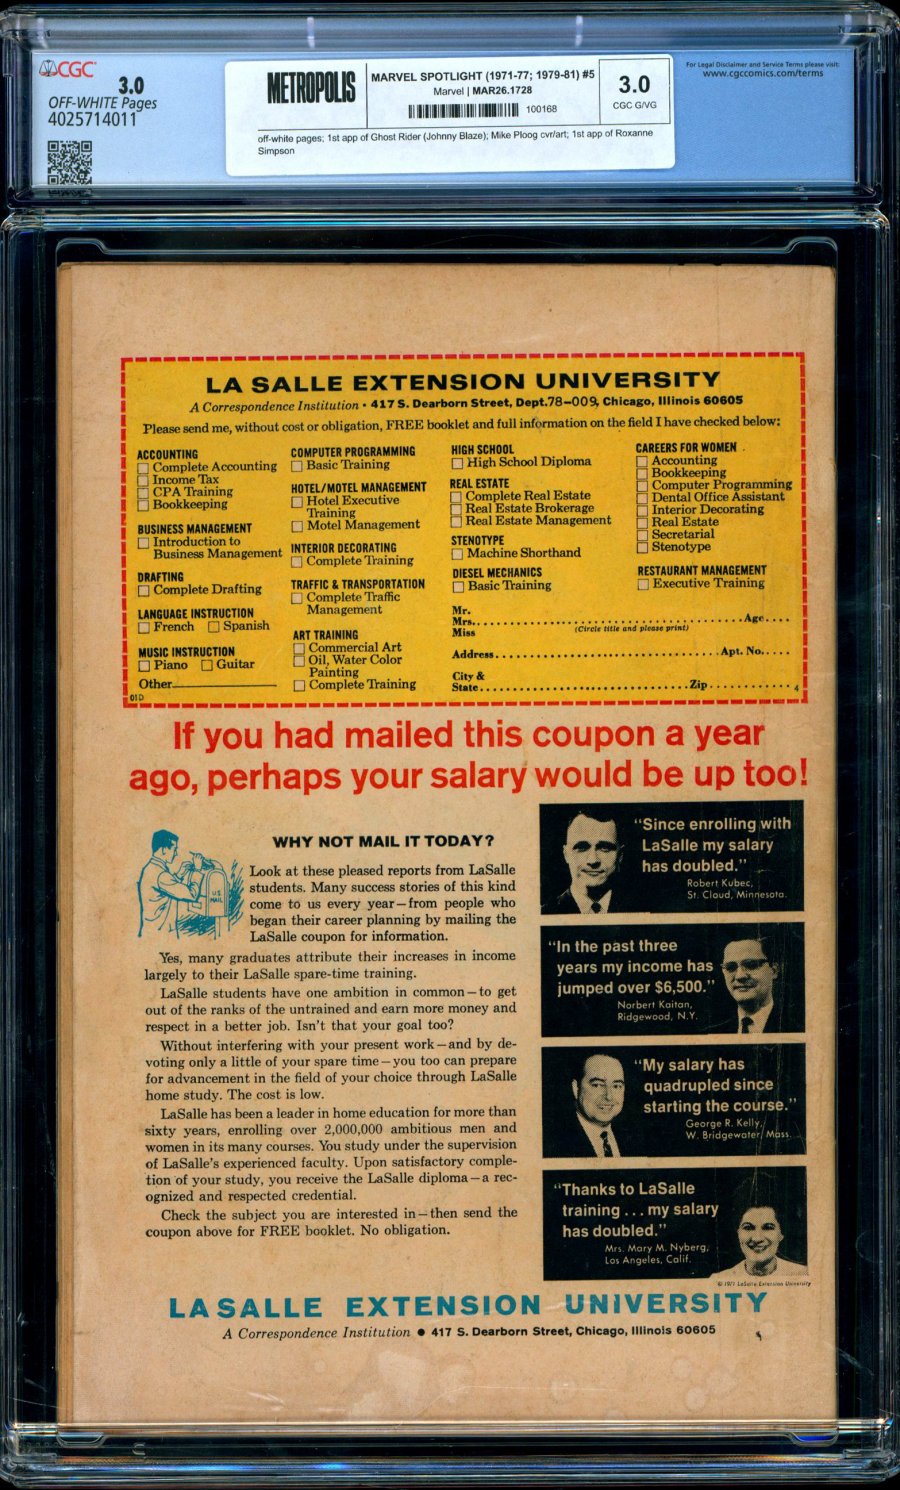 CGC
3.0
OFF-WHITE Pages
4025714011
METROPOLIS
MARVEL SPOTLIGHT (1971-77; 1979-81) #5
Marvel | MAR26.1728
100168
3.0
CGC G/VG
off-white pages; 1st app of Ghost Rider (Johnny Blaze); Mike Ploog cvr/art; 1st app of Roxanne
Simpson
For Legal Disclaimer and Service Terms please visit:
www.cgccomics.com/terms
LA SALLE EXTENSION UNIVERSITY
A Correspondence Institution • 417 S. Dearborn Street, Dept. 78-009, Chicago, Illinois 60605
Please send me, without cost or obligation, FREE booklet and full information on the field I have checked below:
ACCOUNTING
Complete Accounting
Income Tax
CPA Training
Bookkeeping
BUSINESS MANAGEMENT
Introduction to
Business Management
DRAFTING
Complete Drafting
LANGUAGE INSTRUCTION
French Spanish
MUSIC INSTRUCTION
Piano Guitar
Other
01D
COMPUTER PROGRAMMING
Basic Training
HOTEL/MOTEL MANAGEMENT
Hotel Executive
Training
Motel Management
INTERIOR DECORATING
Complete Training
TRAFFIC & TRANSPORTATION
Complete Traffic
Management
ART TRAINING
Commercial Art
Oil, Water Color
Painting
Complete Training
HIGH SCHOOL
High School Diploma
REAL ESTATE
Complete Real Estate
Real Estate Brokerage
Real Estate Management
STENOTYPE
Machine Shorthand
DIESEL MECHANICS
Basic Training
CAREERS FOR WOMEN
Accounting
Bookkeeping
Computer Programming
Dental Office Assistant
Interior Decorating
Real Estate
Secretarial
Stenotype
RESTAURANT MANAGEMENT
Executive Training
Mr.
Mrs. Age
Miss (Circle title and please print)
Address Apt. No.
City &
State Zip 4
If you had mailed this coupon a year
ago, perhaps your salary would be up too!
WHY NOT MAIL IT TODAY?
U.S.
MAIL
Look at these pleased reports from LaSalle
students. Many success stories of this kind
come to us every year—from people who
began their career planning by mailing the
LaSalle coupon for information.
Yes, many graduates attribute their increases in income
largely to their LaSalle spare-time training.
LaSalle students have one ambition in common—to get
out of the ranks of the untrained and earn more money and
respect in a better job. Isn't that your goal too?
Without interfering with your present work—and by de-
voting only a little of your spare time—you too can prepare
for advancement in the field of your choice through LaSalle
home study. The cost is low.
LaSalle has been a leader in home education for more than
sixty years, enrolling over 2,000,000 ambitious men and
women in its many courses. You study under the supervision
of LaSalle's experienced faculty. Upon satisfactory comple-
tion of your study, you receive the LaSalle diploma—a rec-
ognized and respected credential.
Check the subject you are interested in—then send the
coupon above for FREE booklet. No obligation.
"Since enrolling with
LaSalle my salary
has doubled."
Robert Kubec,
St. Cloud, Minnesota.
"In the past three
years my income has
jumped over $6,500."
Norbert Kaitan,
Ridgewood, N.Y.
"My salary has
quadrupled since
starting the course."
George R. Kelly,
W. Bridgewater, Mass.
"Thanks to LaSalle
training . . . my salary
has doubled."
Mrs. Mary M. Nyberg,
Los Angeles, Calif.
© 1971 LaSalle Extension University
LA SALLE EXTENSION UNIVERSITY
A Correspondence Institution • 417 S. Dearborn Street, Chicago, Illinois 60605